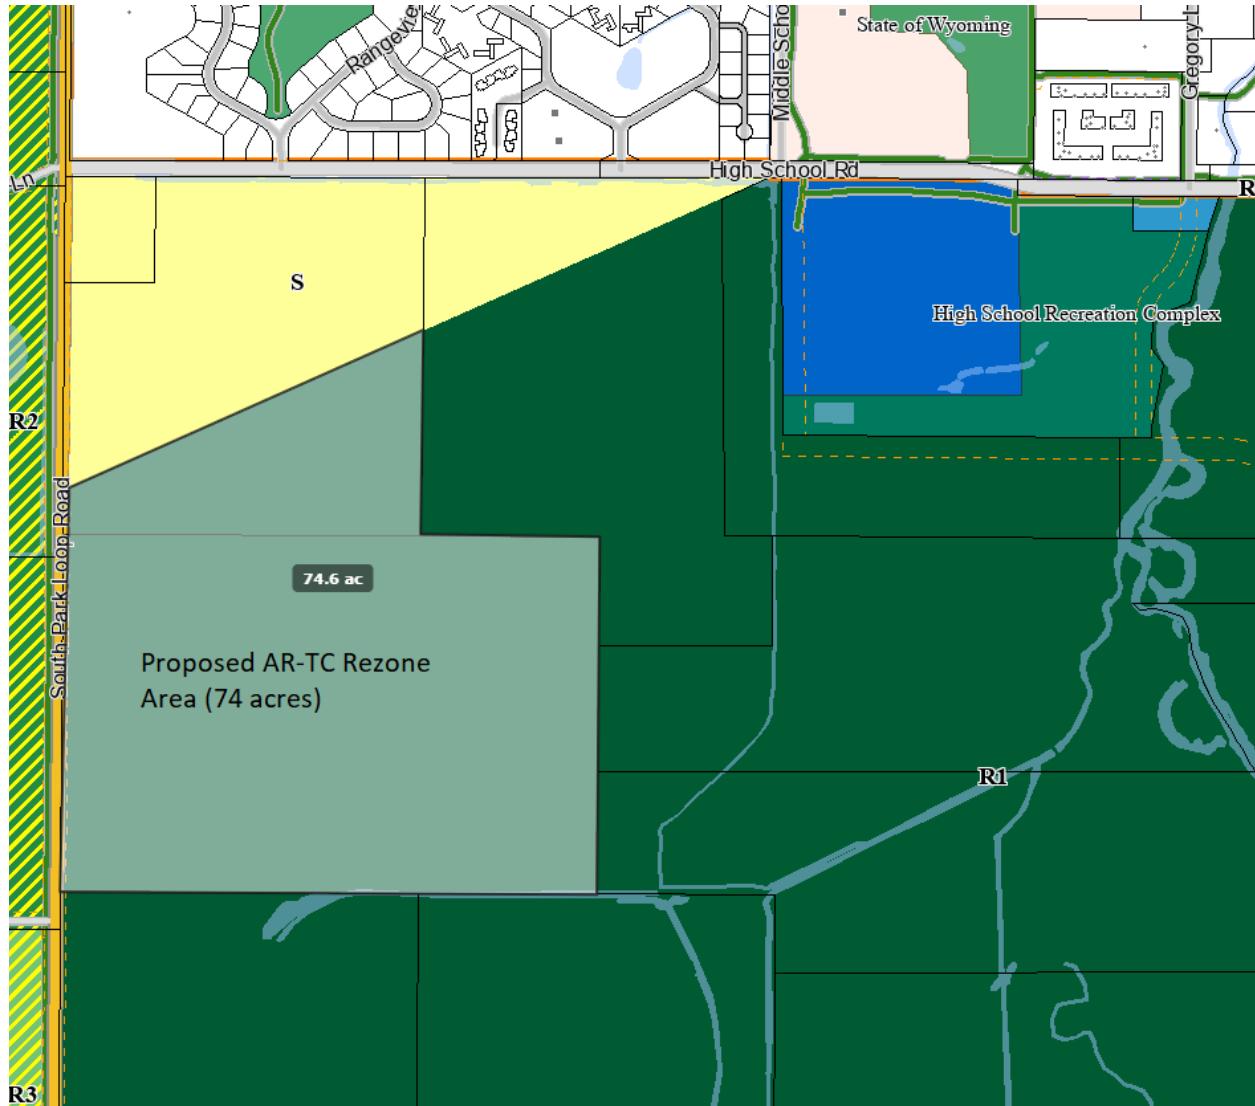 Rangevie
Middle Scho
State of Wyoming
Gregory L
High School Rd
Ln
R
S
High School Recreation Complex
R2
South Park Loop Road
74.6 ac
Proposed AR-TC Rezone
Area (74 acres)
R1
R3